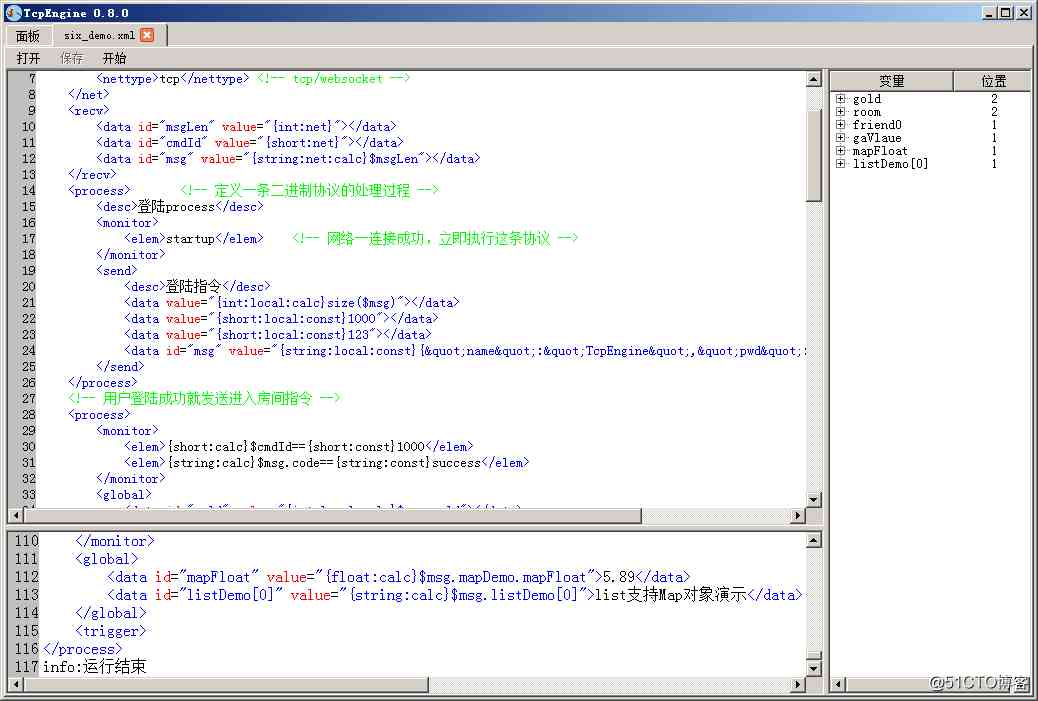 TcpEngine 0.8.0
面板 six_demo.xml
打开 保存 开始
7 <nettype>tcp</nettype> <!-- tcp/websocket -->
8 </net>
9 <recv>
10 <data id="msgLen" value="{int:net}"></data>
11 <data id="cmdId" value="{short:net}"></data>
12 <data id="msg" value="{string:net:calc}$msgLen"></data>
13 </recv>
14 <process> <!-- 定义一条二进制协议的处理过程 -->
15 <desc>登陆process</desc>
16 <monitor>
17 <elem>startup</elem> <!-- 网络一连接成功，立即执行这条协议 -->
18 </monitor>
19 <send>
20 <desc>登陆指令</desc>
21 <data value="{int:local:calc}size($msg)"></data>
22 <data value="{short:local:const}1000"></data>
23 <data value="{short:local:const}123"></data>
24 <data id="msg" value="{string:local:const}{&quot;name&quot;:&quot;TcpEngine&quot;,&quot;pwd&quot;:
25 </send>
26 </process>
27 <!-- 用户登陆成功就发送进入房间指令 -->
28 <process>
29 <monitor>
30 <elem>{short:calc}$cmdId=={short:const}1000</elem>
31 <elem>{string:calc}$msg.code=={string:const}success</elem>
32 </monitor>
33 <global>
变量 位置
gold 2
room 2
friend0 1
gaVlaue 1
mapFloat 1
listDemo[0] 1
110 </monitor>
111 <global>
112 <data id="mapFloat" value="{float:calc}$msg.mapDemo.mapFloat">5.89</data>
113 <data id="listDemo[0]" value="{string:calc}$msg.listDemo[0]">list支持Map对象演示</data>
114 </global>
115 <trigger>
116 </process>
117 info:运行结束
@51CTO博客